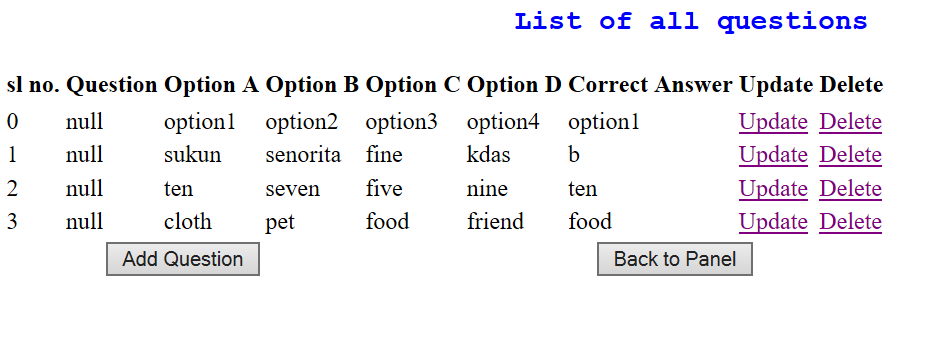 List of all questions
sl no. Question Option A Option B Option C Option D Correct Answer Update Delete
0 null option1 option2 option3 option4 option1 Update Delete
1 null sukun senorita fine kdas b Update Delete
2 null ten seven five nine ten Update Delete
3 null cloth pet food friend food Update Delete
Add Question Back to Panel